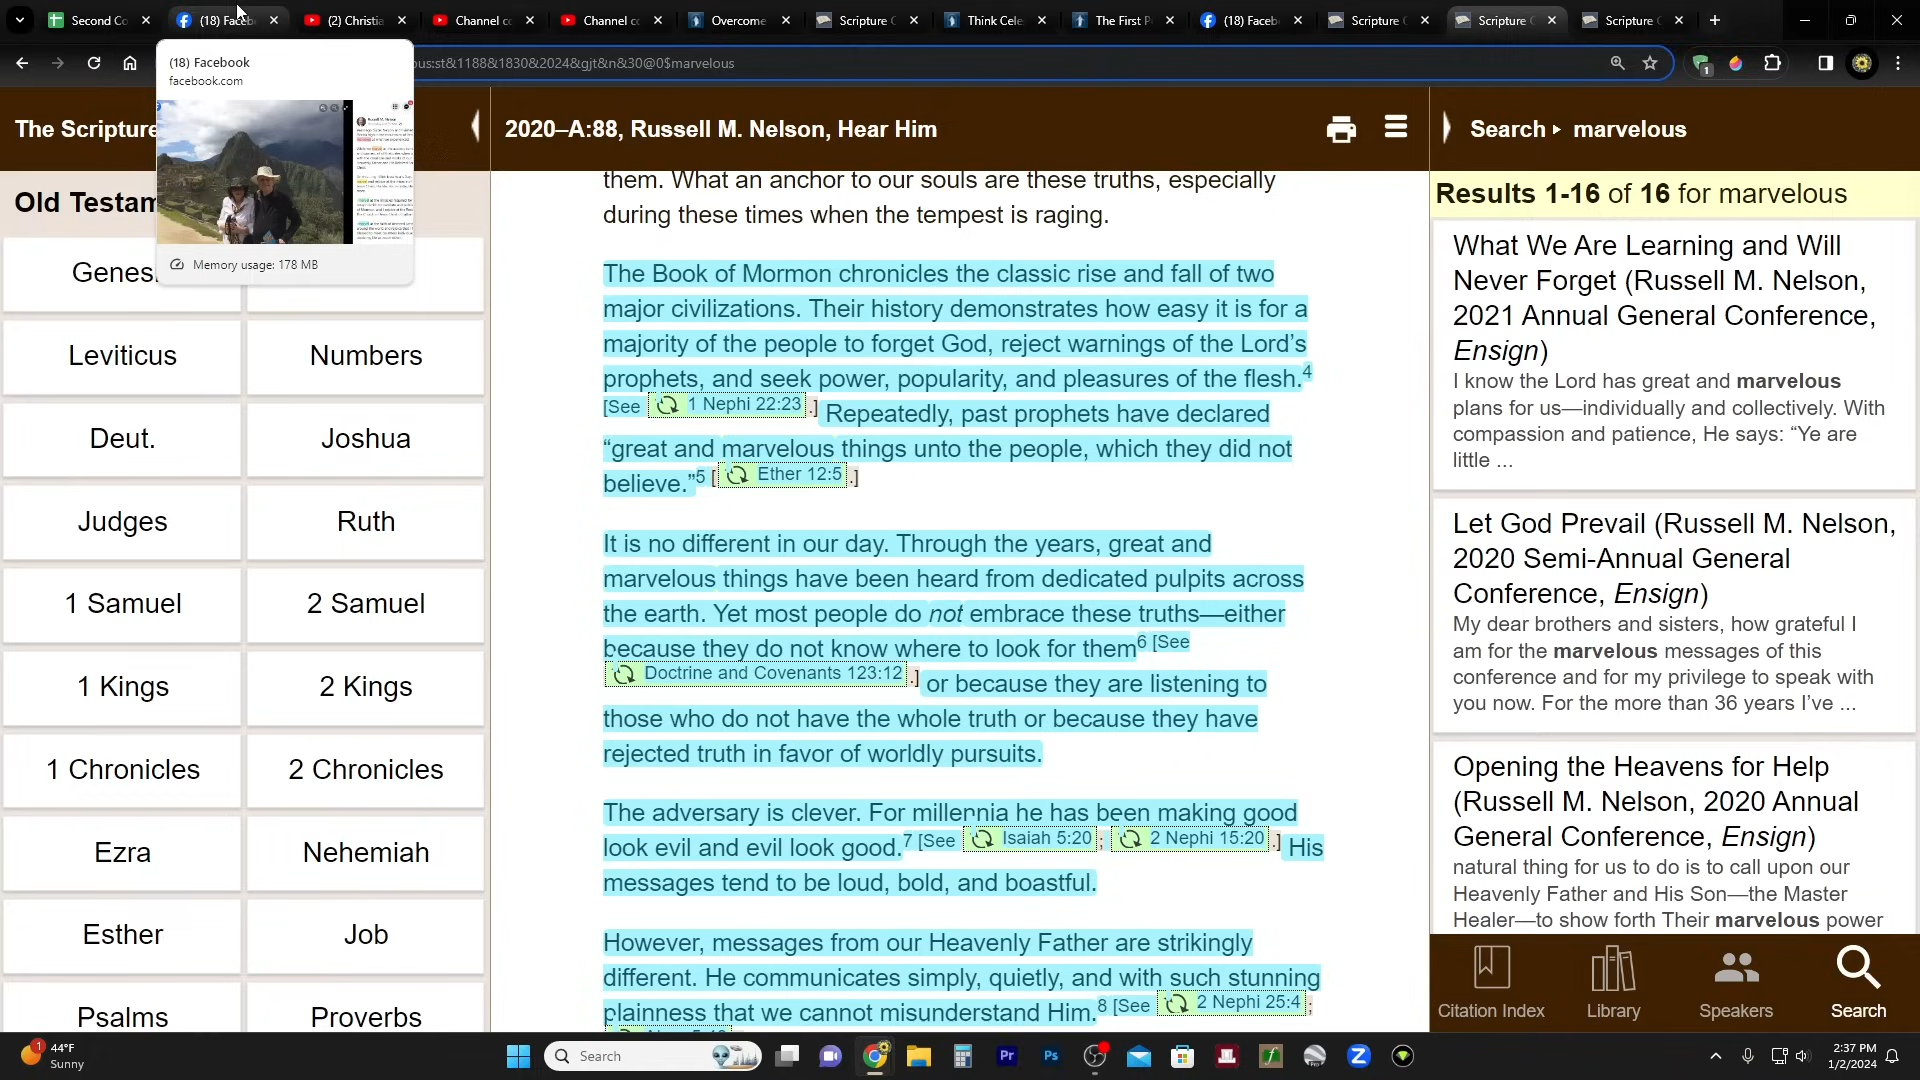 Second Co
(18) Faceb
(2) Christia
Channel co
Channel co
Overcome
Scripture C
Think Cele
The First P
(18) Faceb
Scripture C
Scripture C
Scripture C
(18) Facebook
facebook.com
Memory usage: 178 MB
pus:st&1188&1830&2024&gjt&n&30@0$marvelous
1
The Scripture
2020–A:88, Russell M. Nelson, Hear Him
Search ▸ marvelous
Old Testam
Genesi
Leviticus
Numbers
Deut.
Joshua
Judges
Ruth
1 Samuel
2 Samuel
1 Kings
2 Kings
1 Chronicles
2 Chronicles
Ezra
Nehemiah
Esther
Job
Psalms
Proverbs
them. What an anchor to our souls are these truths, especially
during these times when the tempest is raging.
The Book of Mormon chronicles the classic rise and fall of two
major civilizations. Their history demonstrates how easy it is for a
majority of the people to forget God, reject warnings of the Lord’s
prophets, and seek power, popularity, and pleasures of the flesh.4
[See 1 Nephi 22:23 .] Repeatedly, past prophets have declared
“great and marvelous things unto the people, which they did not
believe.”5 [ Ether 12:5 .]
It is no different in our day. Through the years, great and
marvelous things have been heard from dedicated pulpits across
the earth. Yet most people do not embrace these truths—either
because they do not know where to look for them6 [See
Doctrine and Covenants 123:12 .] or because they are listening to
those who do not have the whole truth or because they have
rejected truth in favor of worldly pursuits.
The adversary is clever. For millennia he has been making good
look evil and evil look good.7 [See Isaiah 5:20 ; 2 Nephi 15:20 .] His
messages tend to be loud, bold, and boastful.
However, messages from our Heavenly Father are strikingly
different. He communicates simply, quietly, and with such stunning
plainness that we cannot misunderstand Him.8 [See 2 Nephi 25:4 ;
Results 1-16 of 16 for marvelous
What We Are Learning and Will
Never Forget (Russell M. Nelson,
2021 Annual General Conference,
Ensign)
I know the Lord has great and marvelous
plans for us—individually and collectively. With
compassion and patience, He says: “Ye are
little ...
Let God Prevail (Russell M. Nelson,
2020 Semi-Annual General
Conference, Ensign)
My dear brothers and sisters, how grateful I
am for the marvelous messages of this
conference and for my privilege to speak with
you now. For the more than 36 years I’ve ...
Opening the Heavens for Help
(Russell M. Nelson, 2020 Annual
General Conference, Ensign)
natural thing for us to do is to call upon our
Heavenly Father and His Son—the Master
Healer—to show forth Their marvelous power
Citation Index
Library
Speakers
Search
1
44°F
Sunny
Search
Pr
Ps
2:37 PM
1/2/2024